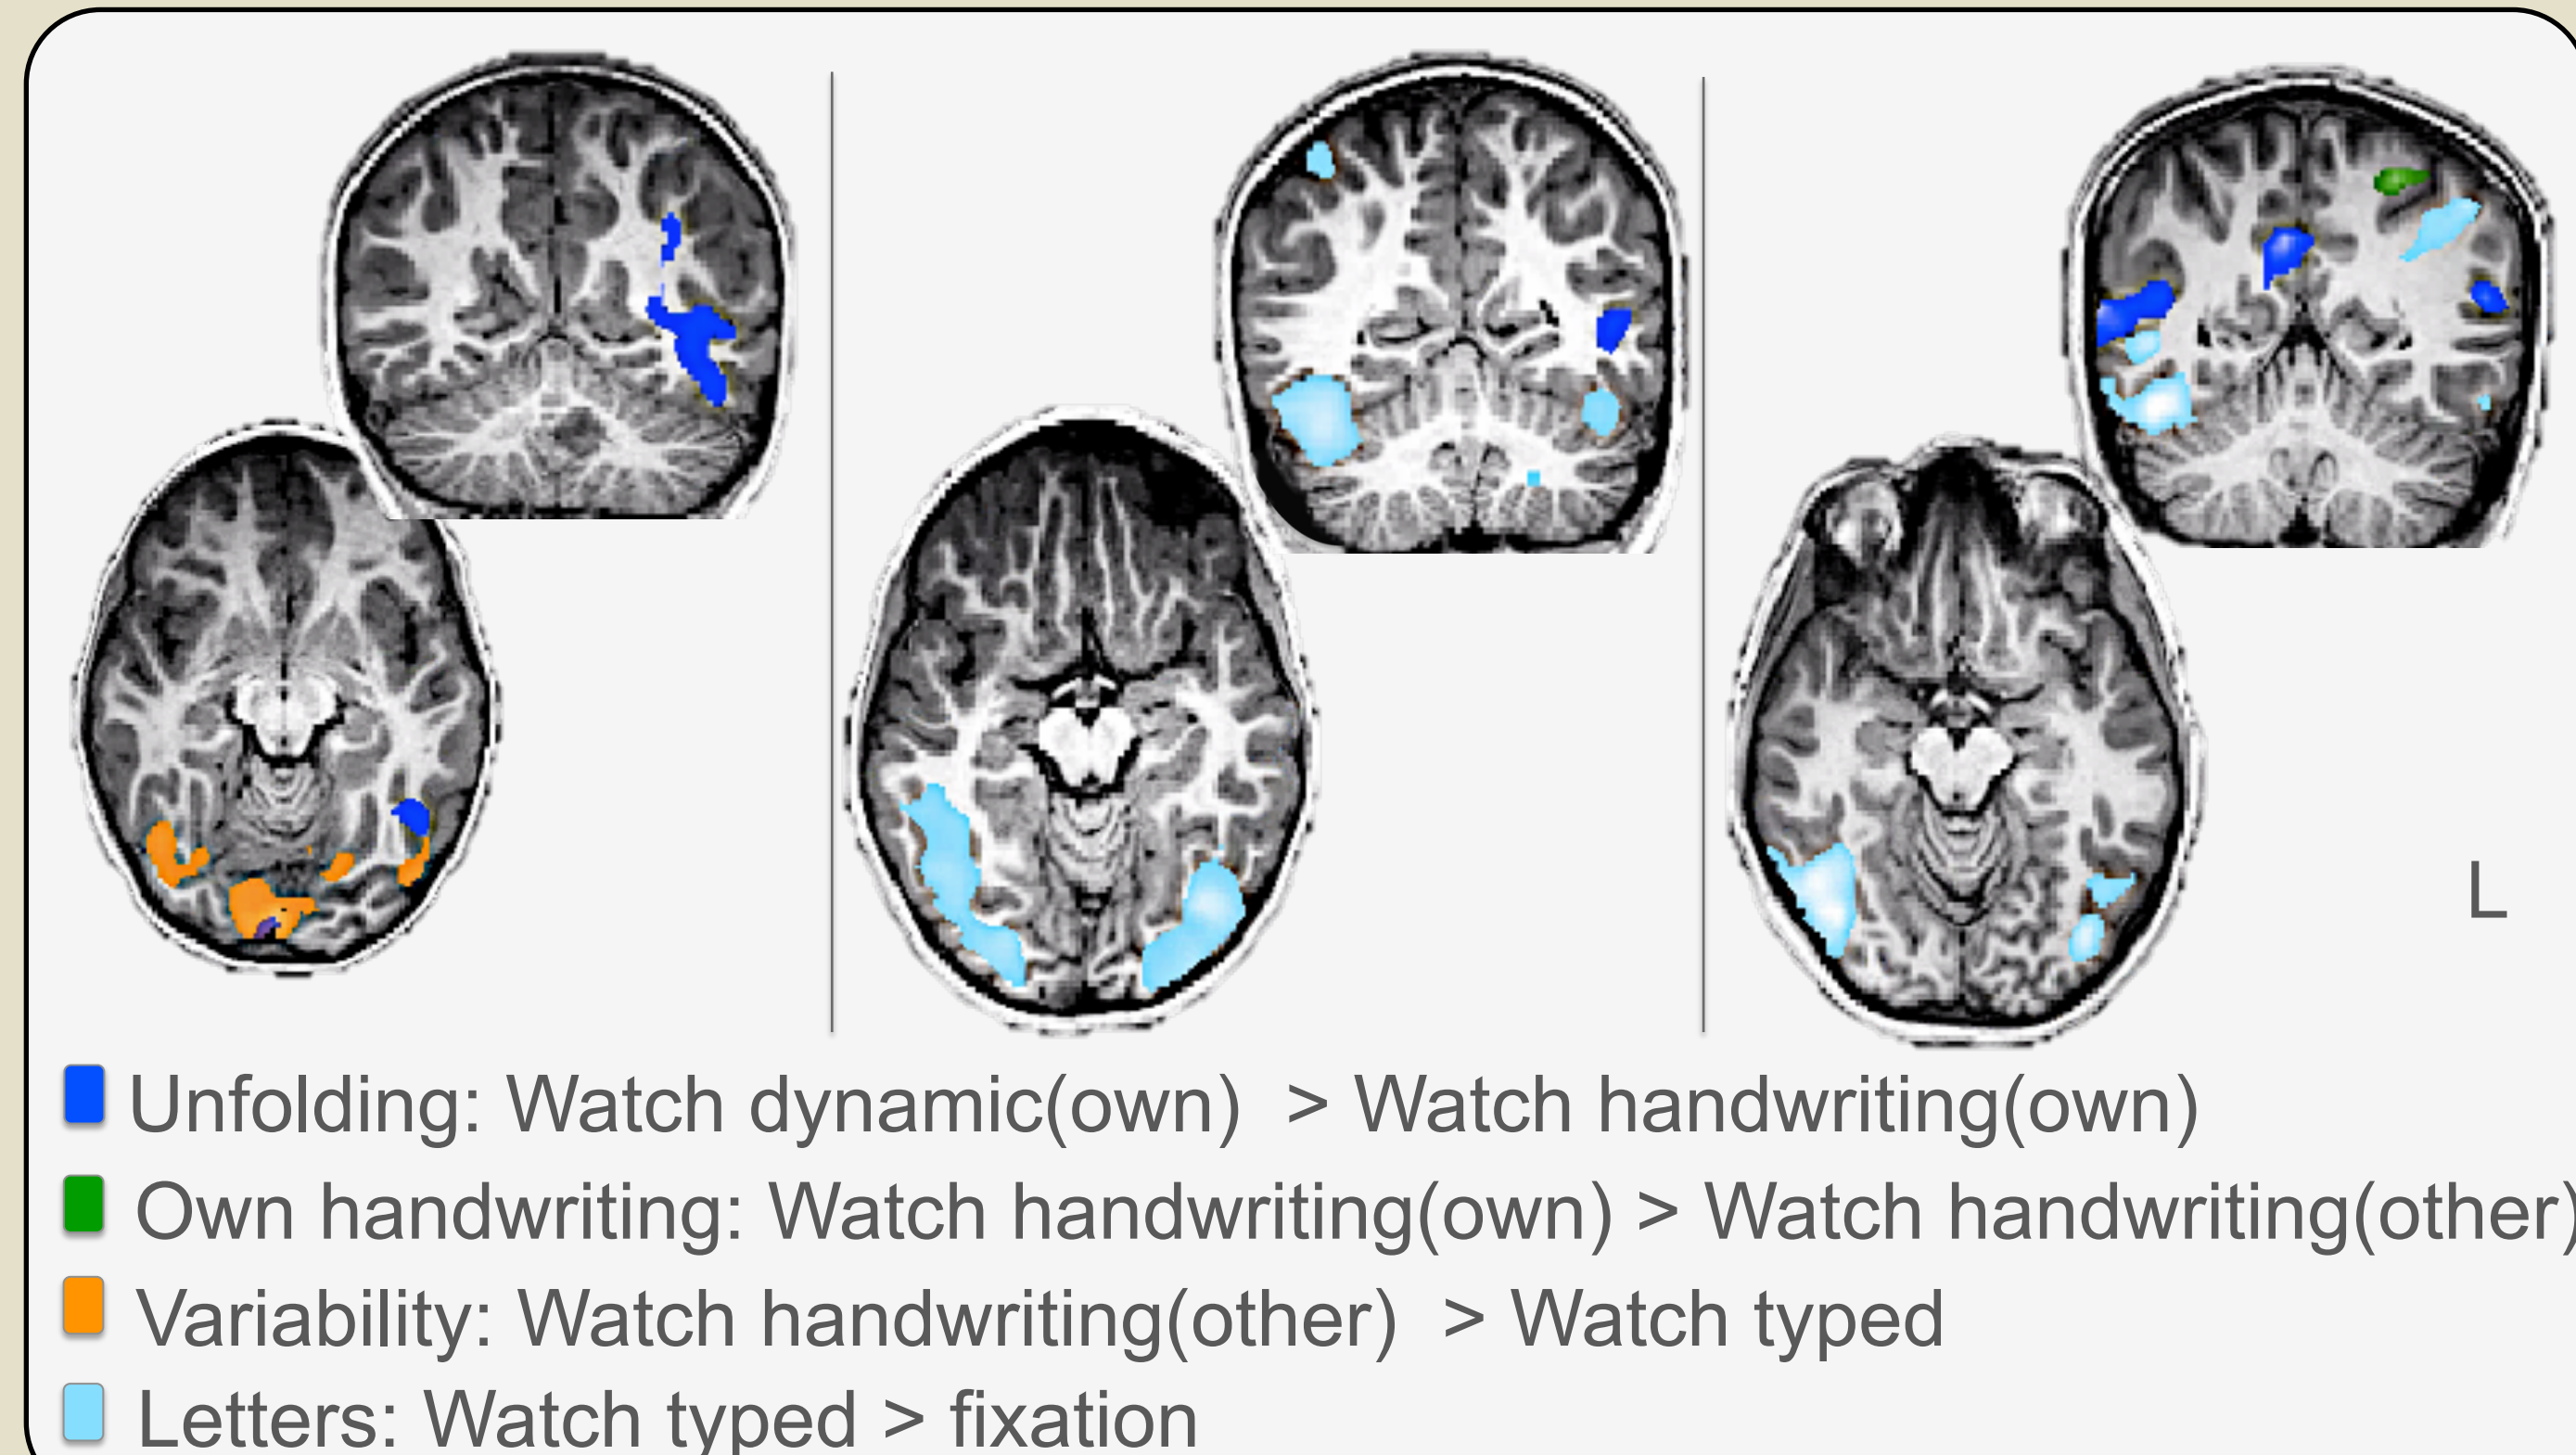 L
Unfolding: Watch dynamic(own) > Watch handwriting(own)
Own handwriting: Watch handwriting(own) > Watch handwriting(other)
Variability: Watch handwriting(other) > Watch typed
Letters: Watch typed > fixation